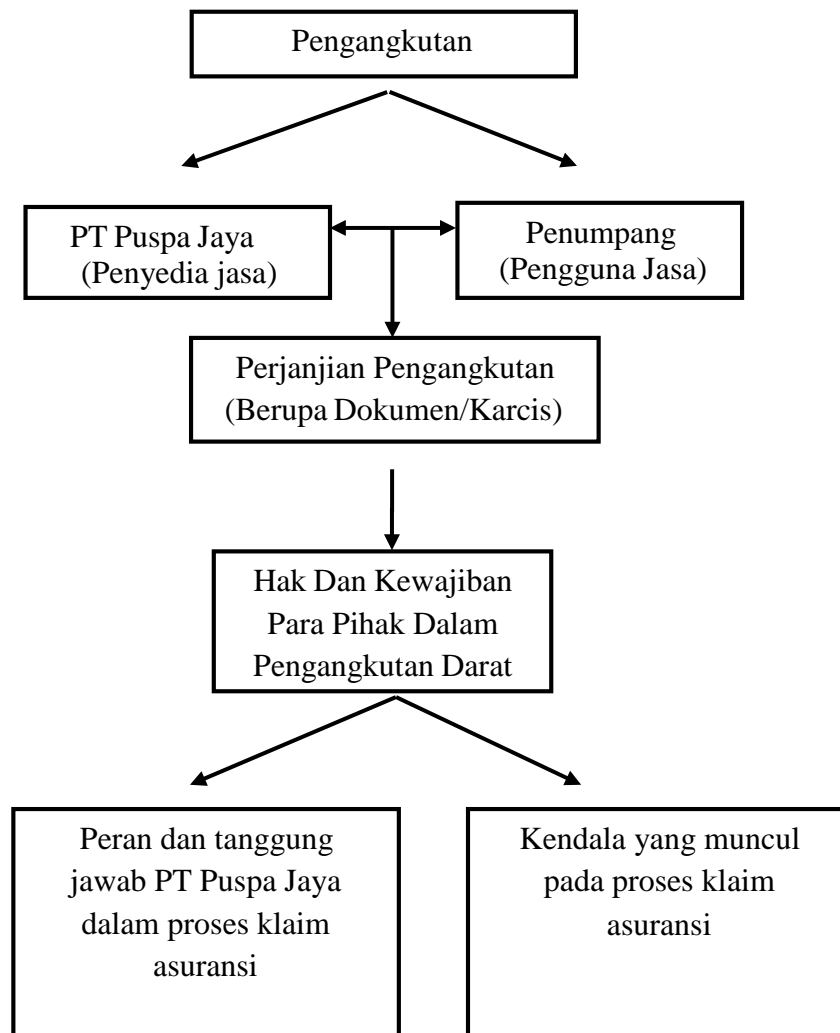 Pengangkutan
PT Puspa Jaya
(Penyedia jasa)
Penumpang
(Pengguna Jasa)
Perjanjian Pengangkutan
(Berupa Dokumen/Karcis)
Hak Dan Kewajiban
Para Pihak Dalam
Pengangkutan Darat
Peran dan tanggung
jawab PT Puspa Jaya
dalam proses klaim
asuransi
Kendala yang muncul
pada proses klaim
asuransi